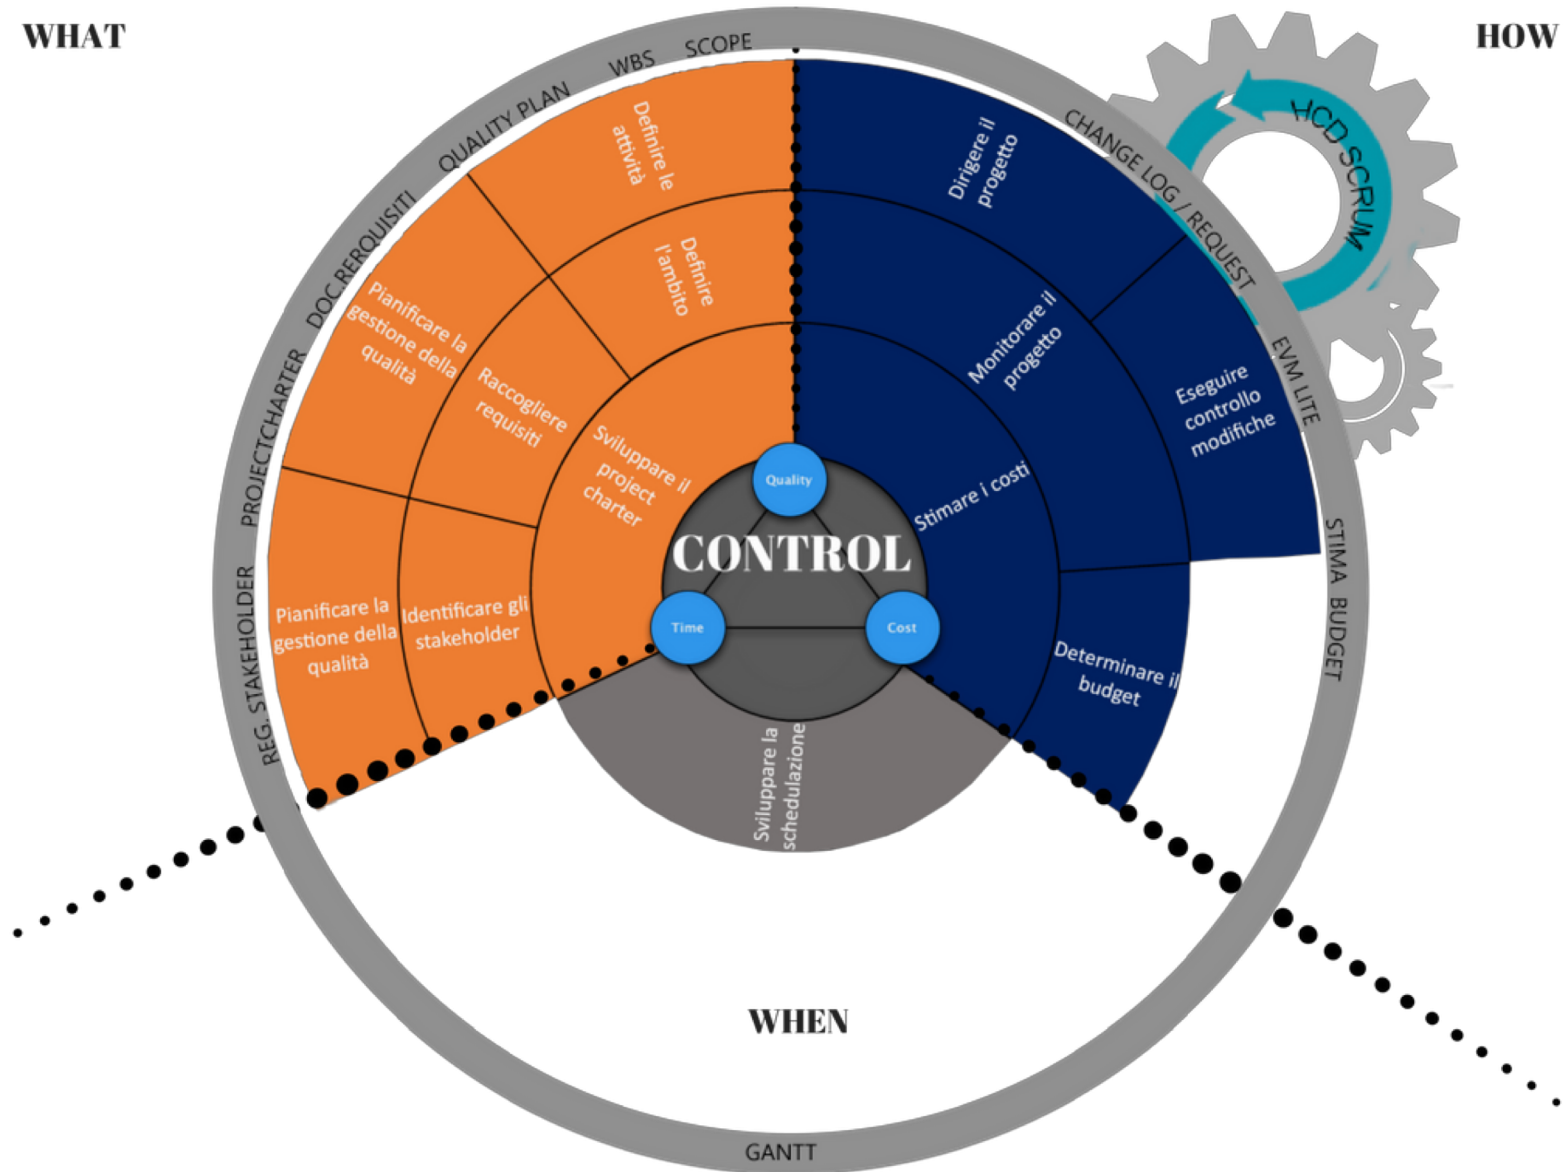 WHAT
HOW
REG. STAKEHOLDER
PROJECTCHARTER
DOC.RERQUISITI
QUALITY PLAN
WBS
SCOPE
CHANGE LOG / REQUEST
EVM LITE
STIMA BUDGET
HCD SCRUM
Definire le
attività
Definire
l'ambito
Pianificare la
gestione della
qualità
Raccogliere
requisiti
Sviluppare il
project
charter
Pianificare la
gestione della
qualità
Identificare gli
stakeholder
Dirigere il
progetto
Monitorare il
progetto
Eseguire
controllo
modifiche
Stimare i costi
Determinare il
budget
Quality
CONTROL
Time
Cost
Sviluppare la
schedulazione
WHEN
GANTT